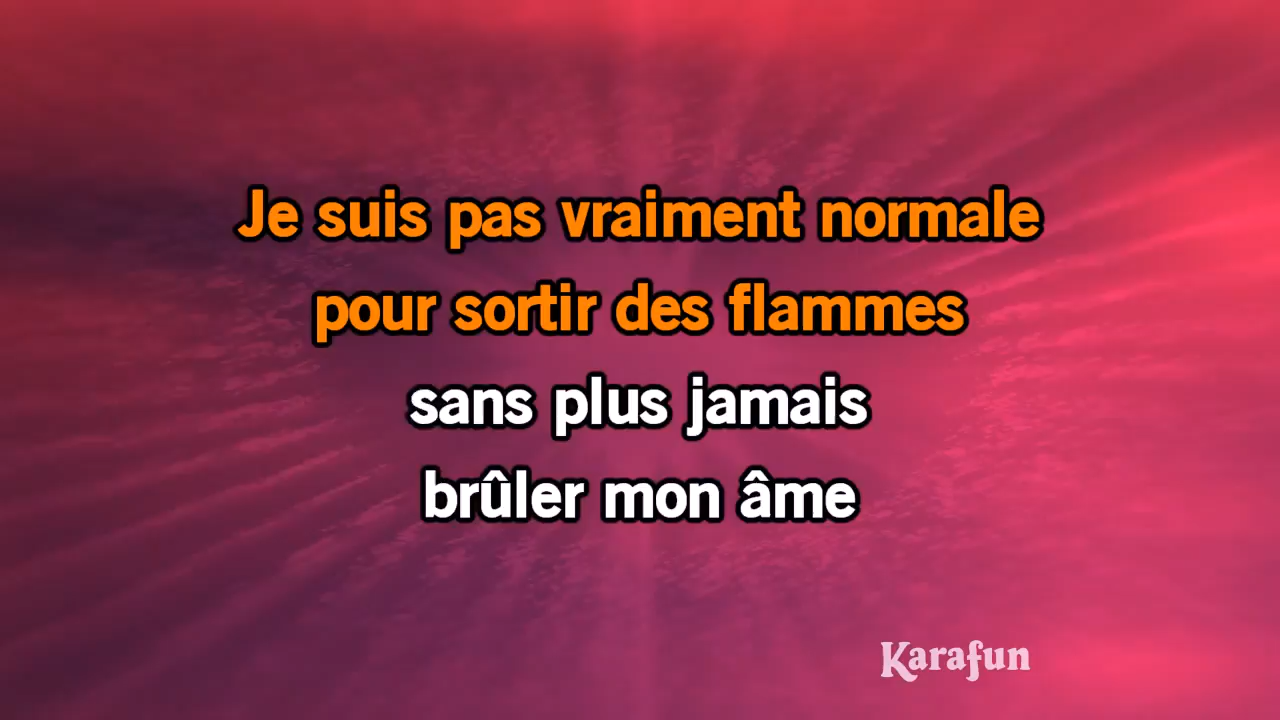 Je suis pas vraiment normale
pour sortir des flammes
sans plus jamais
brûler mon âme
Karafun